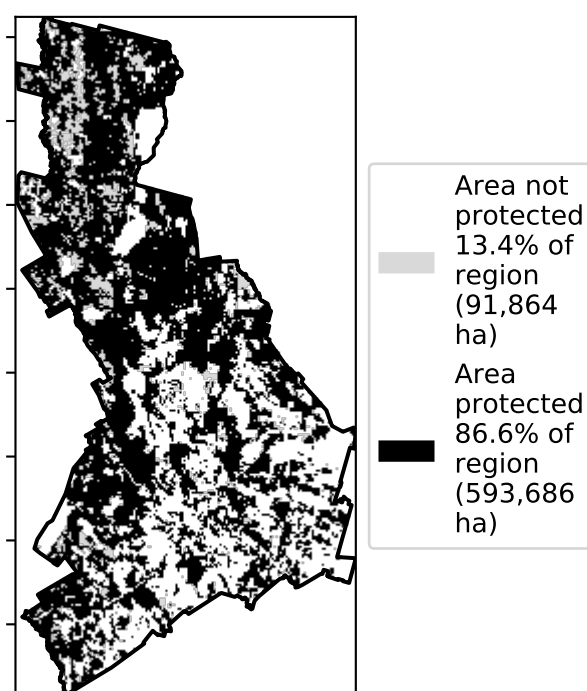 Area not
protected
13.4% of
region
(91,864
ha)
Area
protected
86.6% of
region
(593,686
ha)